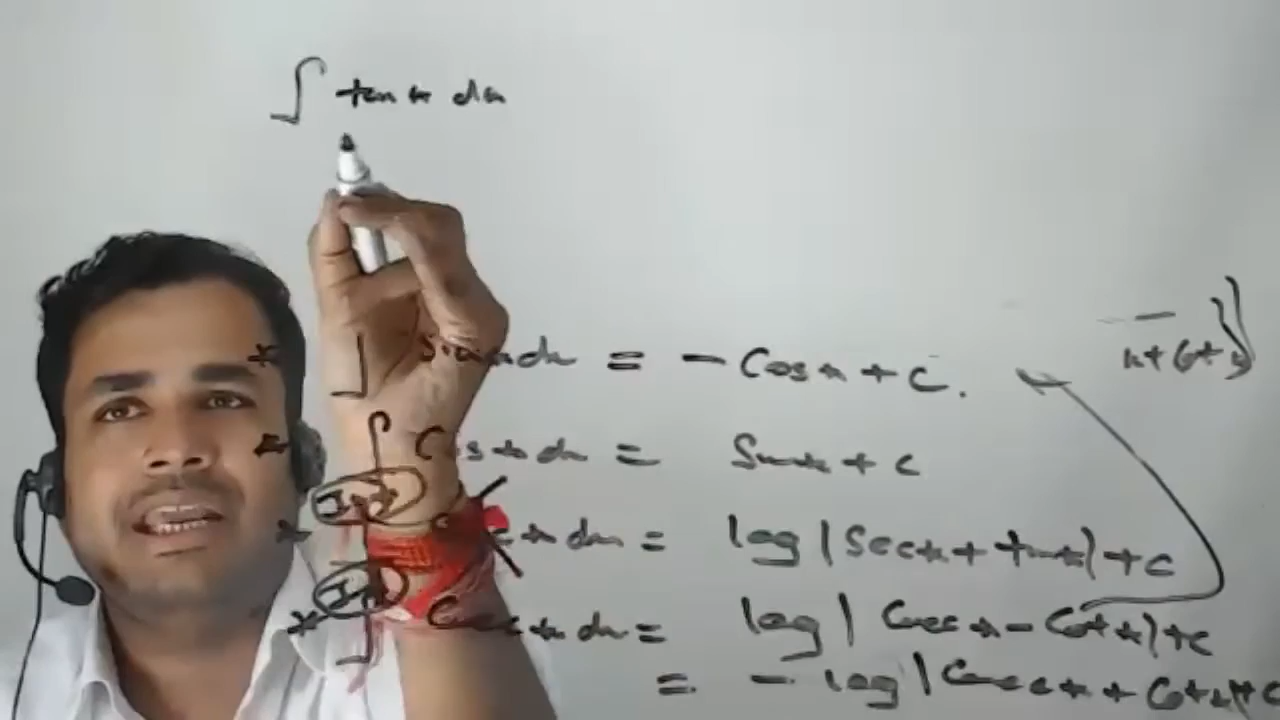 ∫ tan x dx
∫ sin x dx = - Cos x + c.
x + Cot x))
∫ Cos x dx = Sin x + c
dx = log |Sec x + tan x| + c
∫ Cosec x dx = log | Cosec x - Cot x | + c
= - log | Cosec x + Cot x | + c